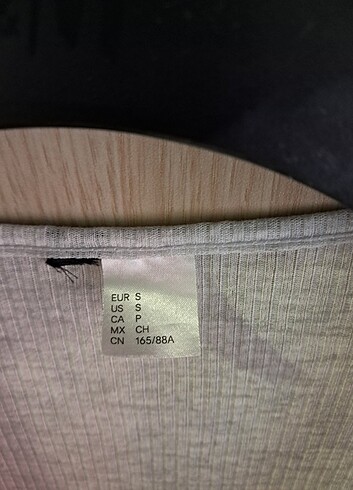 EUR S
US S
CA P
MX CH
CN 165/88A